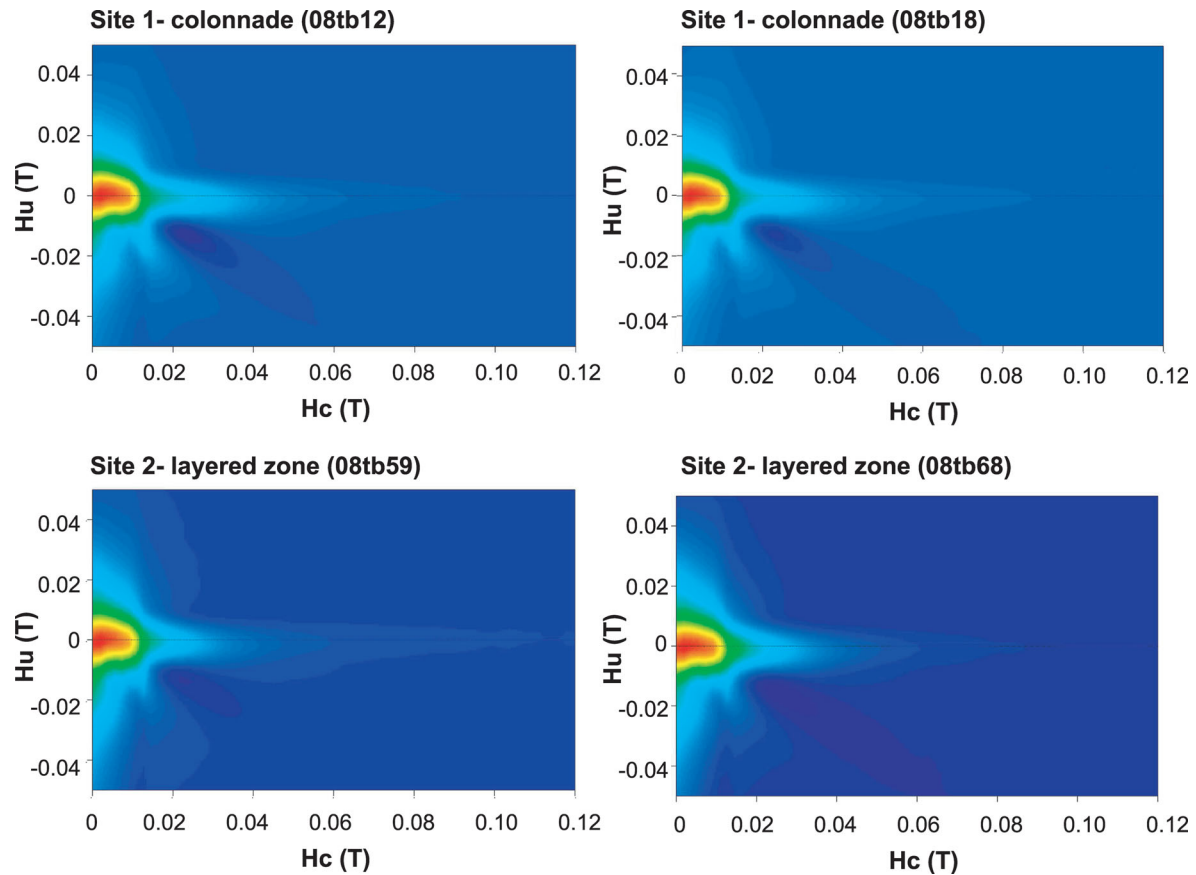 Site 1- colonnade (08tb12)
Hu (T)
0.04
0.02
0
-0.02
-0.04
0 0.02 0.04 0.06 0.08 0.10 0.12
Hc (T)
Site 1- colonnade (08tb18)
Hu (T)
0.04
0.02
0
-0.02
-0.04
0 0.02 0.04 0.06 0.08 0.10 0.12
Hc (T)
Site 2- layered zone (08tb59)
Hu (T)
0.04
0.02
0
-0.02
-0.04
0 0.02 0.04 0.06 0.08 0.10 0.12
Hc (T)
Site 2- layered zone (08tb68)
Hu (T)
0.04
0.02
0
-0.02
-0.04
0 0.02 0.04 0.06 0.08 0.10 0.12
Hc (T)